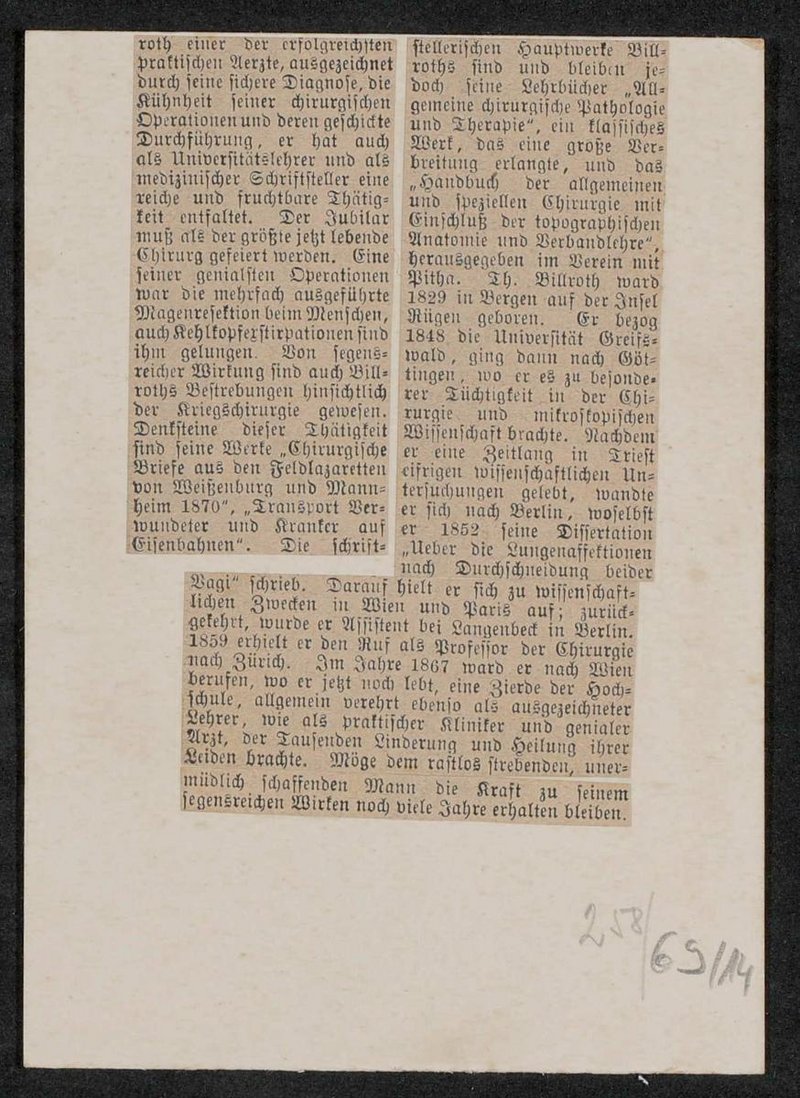 roth einer der erfolgreichſten
praktiſchen Aerzte, ausgezeichnet
durch ſeine ſichere Diagnoſe, die
Kühnheit ſeiner chirurgiſchen
Operationen und deren geſchickte
Durchführung, er hat auch
als Univerſitätslehrer und als
mediziniſcher Schriftſteller eine
reiche und fruchtbare Thätig⸗
keit entfaltet. Der Jubilar
muß als der größte jetzt lebende
Chirurg gefeiert werden. Eine
ſeiner genialſten Operationen
war die mehrfach ausgeführte
Magenreſektion beim Menſchen,
auch Kehlkopfexſtirpationen ſind
ihm gelungen. Von ſegens⸗
reicher Wirkung ſind auch Bill⸗
roths Beſtrebungen hinſichtlich
der Kriegschirurgie geweſen.
Denkſteine dieſer Thätigkeit
ſind ſeine Werke „Chirurgiſche
Briefe aus den Feldlazaretten
von Weißenburg und Mann⸗
heim 1870“, „Transport Ver⸗
wundeter und Kranker auf
Eiſenbahnen“. Die ſchrift⸗
ſtelleriſchen Hauptwerke Bill⸗
roths ſind und bleiben je⸗
doch ſeine Lehrbücher „All⸗
gemeine chirurgiſche Pathologie
und Therapie“, ein klaſſiſches
Werk, das eine große Ver⸗
breitung erlangte, und das
„Handbuch der allgemeinen
und ſpeziellen Chirurgie mit
Einſchluß der topographiſchen
Anatomie und Verbandlehre“,
herausgegeben im Verein mit
Pitha. Th. Billroth ward
1829 in Bergen auf der Inſel
Rügen geboren. Er bezog
1848 die Univerſität Greifs⸗
wald, ging dann nach Göt⸗
tingen, wo er es zu beſonde⸗
rer Tüchtigkeit in der Chi⸗
rurgie und mikroſkopiſchen
Wiſſenſchaft brachte. Nachdem
er eine Zeitlang in Trieſt
eifrigen wiſſenſchaftlichen Un⸗
terſuchungen gelebt, wandte
er ſich nach Berlin, woſelbſt
er 1852 ſeine Diſſertation
„Ueber die Lungenaffektionen
nach Durchſchneidung beider
Vagi“ ſchrieb. Darauf hielt er ſich zu wiſſenſchaft⸗
lichen Zwecken in Wien und Paris auf; zurück⸗
gekehrt, wurde er Aſſiſtent bei Langenbeck in Berlin.
1859 erhielt er den Ruf als Profeſſor der Chirurgie
nach Zürich. Im Jahre 1867 ward er nach Wien
berufen, wo er jetzt noch lebt, eine Zierde der Hoch⸗
ſchule, allgemein verehrt ebenſo als ausgezeichneter
Lehrer, wie als praktiſcher Kliniker und genialer
Arzt, der Tauſenden Linderung und Heilung ihrer
Leiden brachte. Möge dem raſtlos ſtrebenden, uner⸗
müdlich ſchaffenden Mann die Kraft zu ſeinem
ſegensreichen Wirken noch viele Jahre erhalten bleiben.
258/
69/14